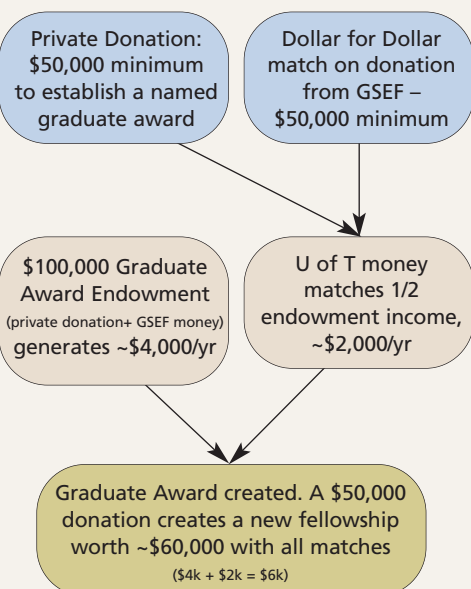 Private Donation:
$50,000 minimum
to establish a named
graduate award
Dollar for Dollar
match on donation
from GSEF –
$50,000 minimum
$100,000 Graduate
Award Endowment
(private donation+ GSEF money)
generates ~$4,000/yr
U of T money
matches 1/2
endowment income,
~$2,000/yr
Graduate Award created. A $50,000
donation creates a new fellowship
worth ~$60,000 with all matches
($4k + $2k = $6k)